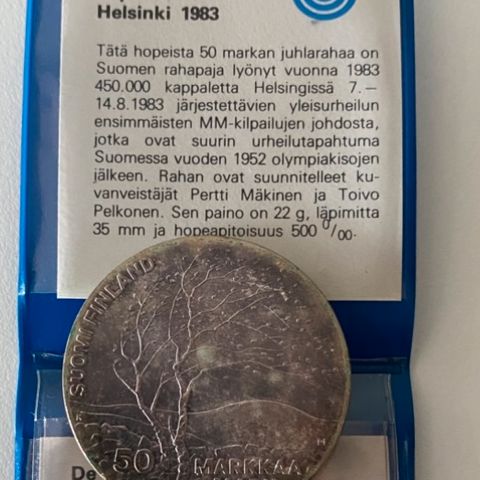 Helsinki 1983
Tätä hopeista 50 markan juhlarahaa on
Suomen rahapaja lyönyt vuonna 1983
450.000 kappaletta Helsingissä 7.—
14.8.1983 järjestettävien yleisurheilun
ensimmäisten MM-kilpailujen johdosta,
jotka ovat suurin urheilutapahtuma
Suomessa vuoden 1952 olympiakisojen
jälkeen. Rahan ovat suunnitelleet ku-
vanveistäjät Pertti Mäkinen ja Toivo
Pelkonen. Sen paino on 22 g, läpimitta
35 mm ja hopeapitoisuus 500 0/00.
SUOMI FINLAND
50 MARKKAA
De